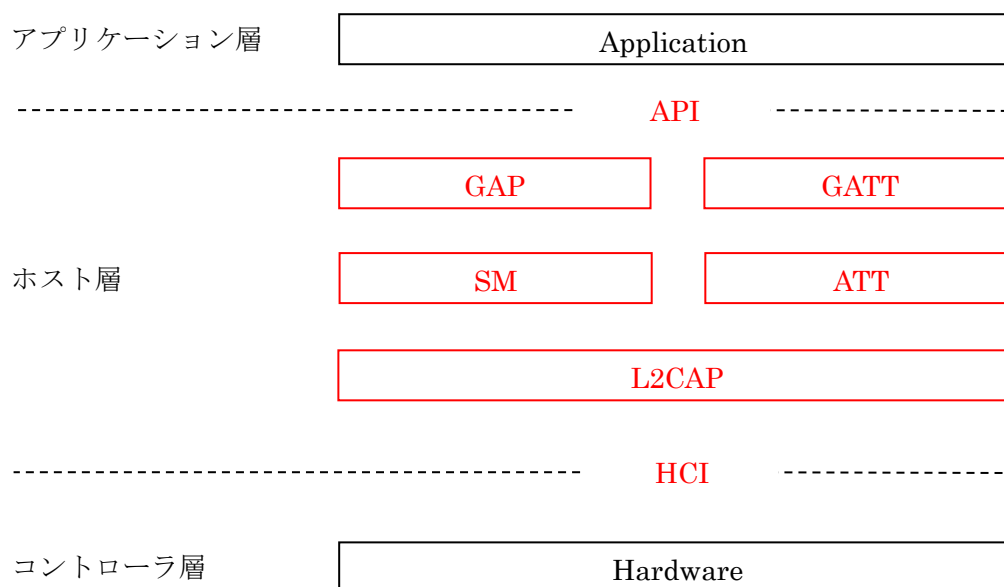 アプリケーション層 Application
API
GAP GATT
ホスト層 SM ATT
L2CAP
HCI
コントローラ層 Hardware